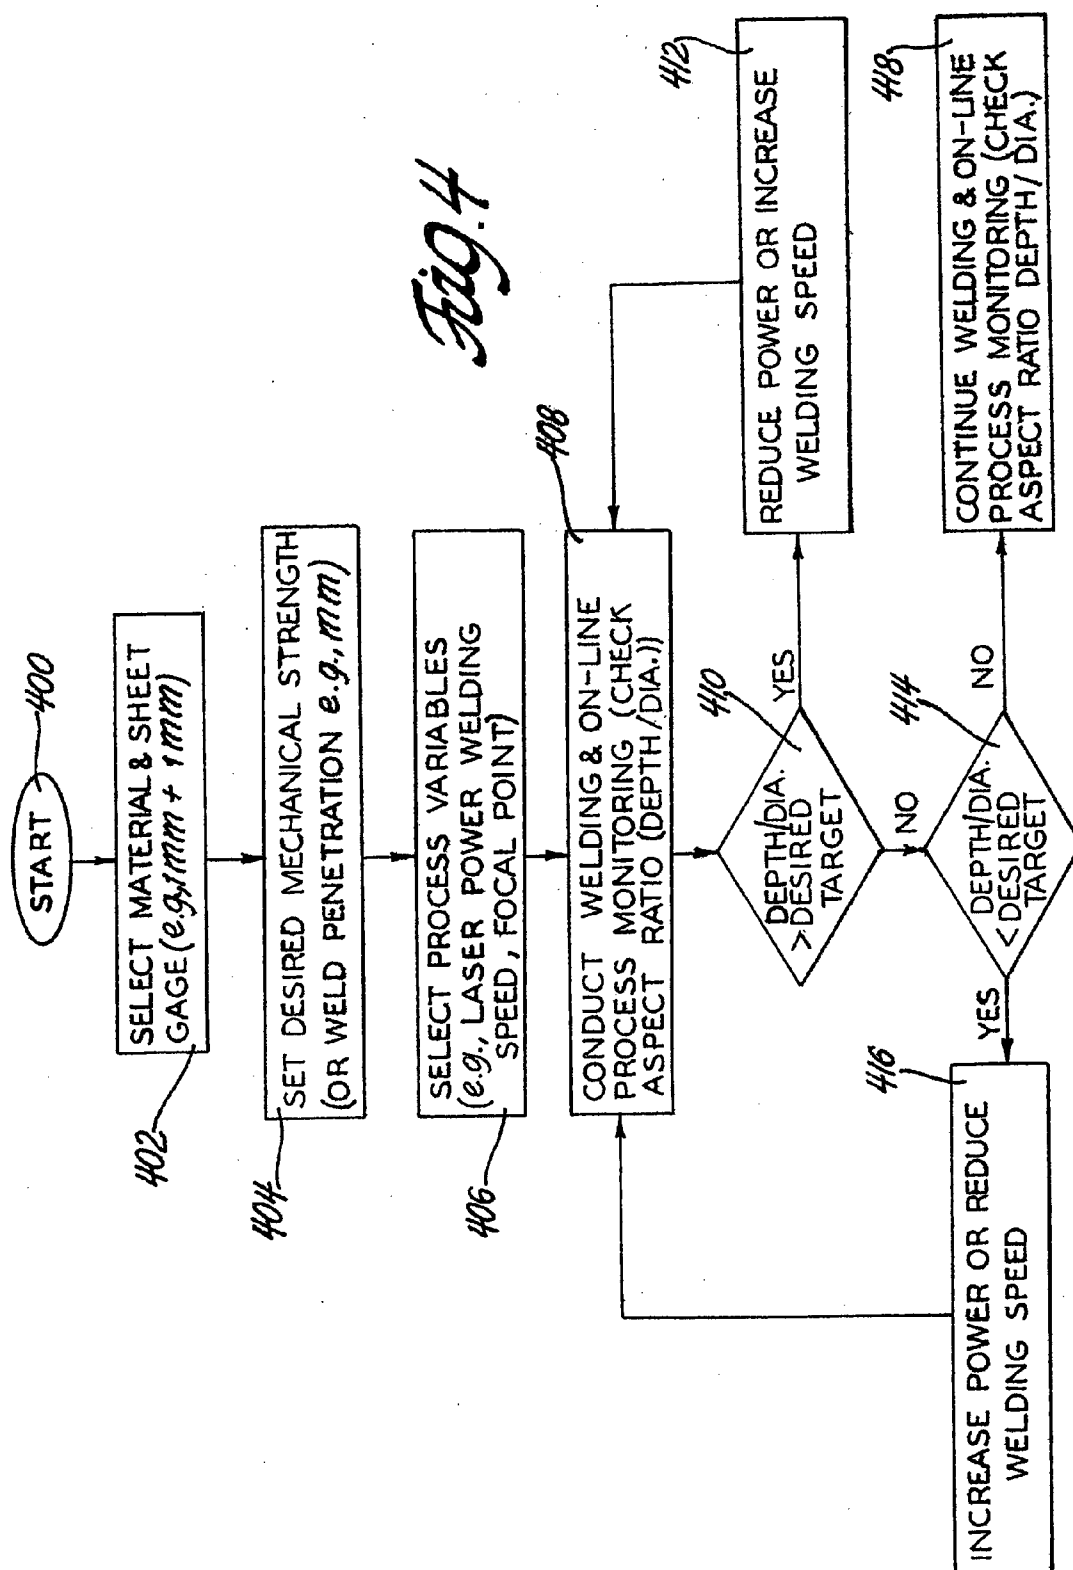 START
400
SELECT MATERIAL & SHEET
GAGE (e.g., 1mm + 1mm)
402
SET DESIRED MECHANICAL STRENGTH
(OR WELD PENETRATION e.g., mm)
404
SELECT PROCESS VARIABLES
(e.g., LASER POWER WELDING
SPEED, FOCAL POINT)
406
Fig. 4
CONDUCT WELDING & ON-LINE
PROCESS MONITORING (CHECK
ASPECT RATIO (DEPTH/DIA.))
408
DEPTH/DIA.
>DESIRED
TARGET
410
YES
REDUCE POWER OR INCREASE
WELDING SPEED
412
NO
DEPTH/DIA.
<DESIRED
TARGET
414
NO
CONTINUE WELDING & ON-LINE
PROCESS MONITORING (CHECK
ASPECT RATIO DEPTH/DIA.)
418
YES
INCREASE POWER OR REDUCE
WELDING SPEED
416